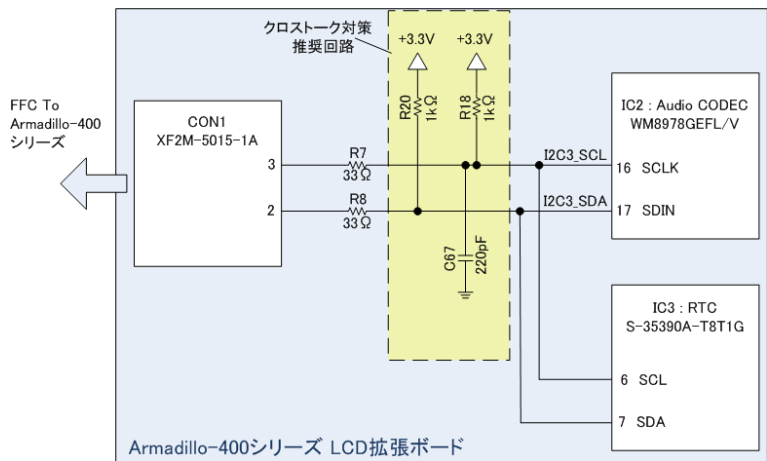 クロストーク対策
推奨回路
+3.3V
+3.3V
FFC To
Armadillo-400
シリーズ
CON1
XF2M-5015-1A
R20
1kΩ
R18
1kΩ
IC2 : Audio CODEC
WM8978GEFL/V
3
R7
33Ω
I2C3_SCL
16 SCLK
2
R8
33Ω
I2C3_SDA
17 SDIN
C67
220pF
IC3 : RTC
S-35390A-T8T1G
6 SCL
7 SDA
Armadillo-400シリーズ LCD拡張ボード